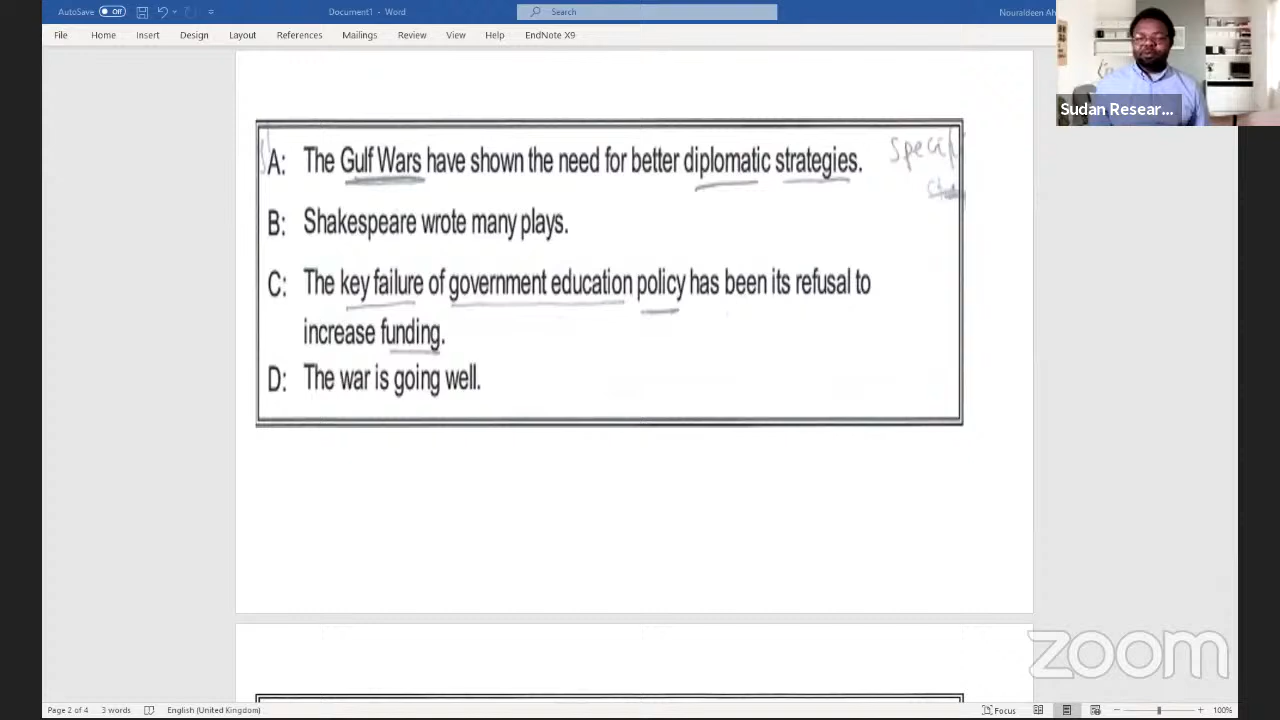 AutoSave Off
Document1 - Word
Search
Nouraldeen Ah
File Home Insert Design Layout References Mailings Review View Help EndNote X9
Sudan Resear...
A: The Gulf Wars have shown the need for better diplomatic strategies.
B: Shakespeare wrote many plays.
C: The key failure of government education policy has been its refusal to
increase funding.
D: The war is going well.
zoom
Page 2 of 4 3 words English (United Kingdom) Focus 100%